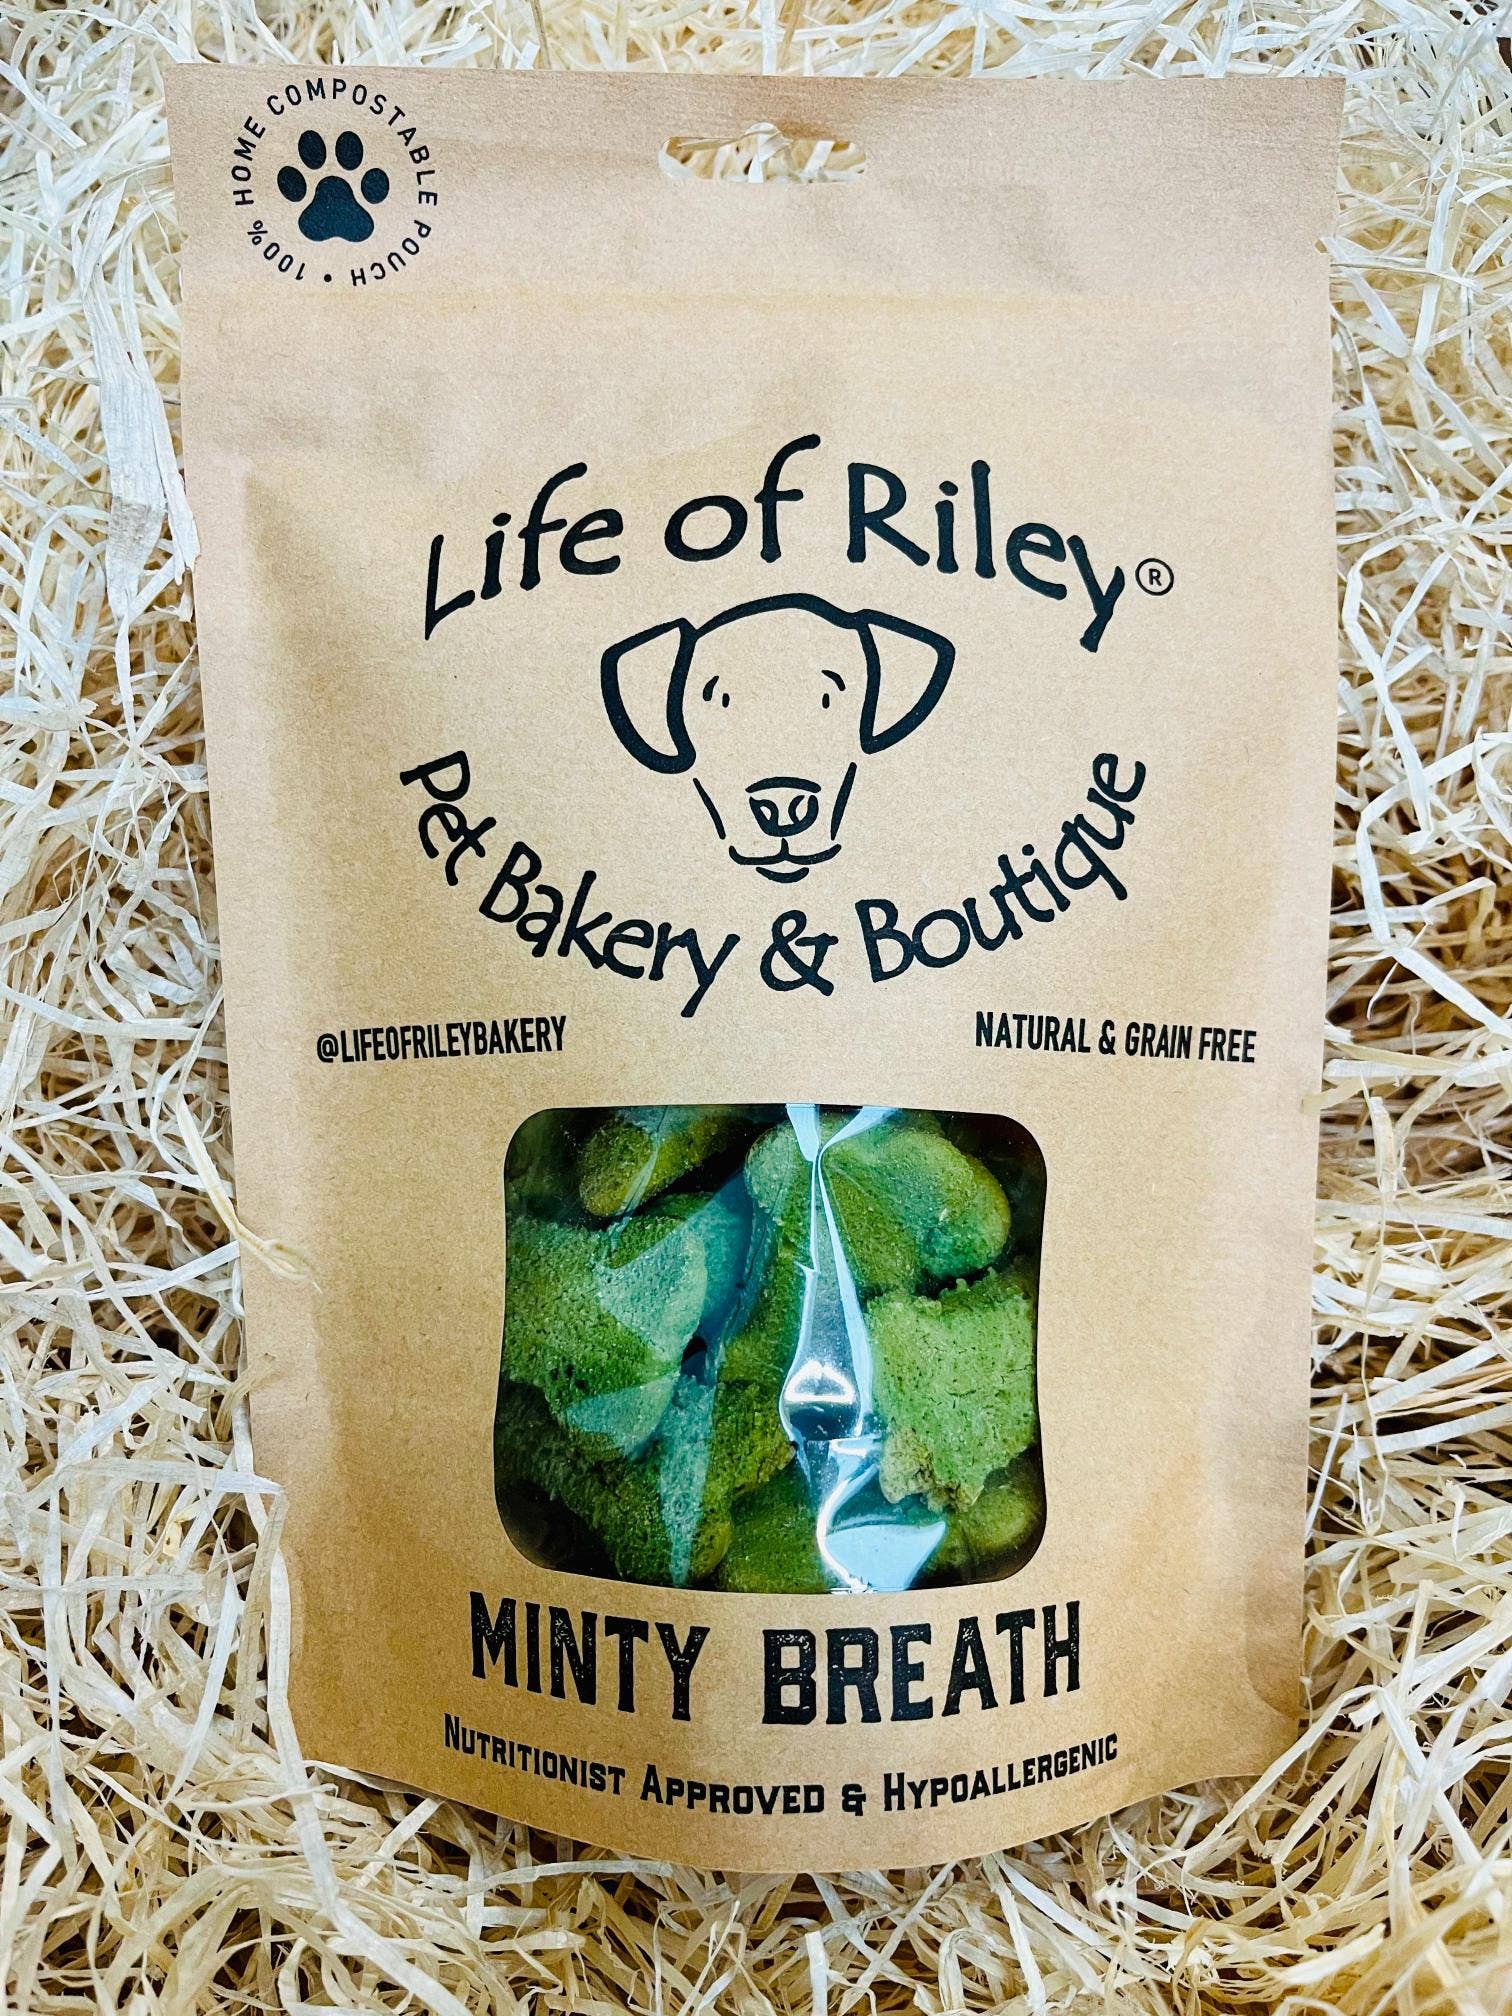 100% HOME COMPOSTABLE POUCH •
Life of Riley®
Pet Bakery & Boutique
@LIFEOFRILEYBAKERY
NATURAL & GRAIN FREE
MINTY BREATH
NUTRITIONIST APPROVED & HYPOALLERGENIC